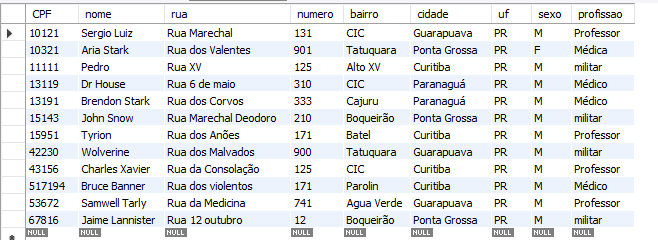 CPF nome rua numero bairro cidade uf sexo profissao
10121 Sergio Luiz Rua Marechal 131 CIC Guarapuava PR M Professor
10321 Aria Stark Rua dos Valentes 901 Tatuquara Ponta Grossa PR F Médica
11111 Pedro Rua XV 125 Alto XV Curitiba PR M militar
13119 Dr House Rua 6 de maio 310 CIC Paranaguá PR M Médico
13191 Brendon Stark Rua dos Corvos 333 Cajuru Paranaguá PR M Médico
15143 John Snow Rua Marechal Deodoro 210 Boqueirão Ponta Grossa PR M militar
15951 Tyrion Rua dos Anões 171 Batel Curitiba PR M Professor
42230 Wolverine Rua dos Malvados 900 Tatuquara Guarapuava PR M militar
43156 Charles Xavier Rua da Consolação 125 CIC Curitiba PR M Professor
517194 Bruce Banner Rua dos violentos 171 Parolin Curitiba PR M Médico
53672 Samwell Tarly Rua da Medicina 741 Agua Verde Guarapuava PR M Professor
67816 Jaime Lannister Rua 12 outubro 12 Boqueirão Ponta Grossa PR M militar
NULL NULL NULL NULL NULL NULL NULL NULL NULL